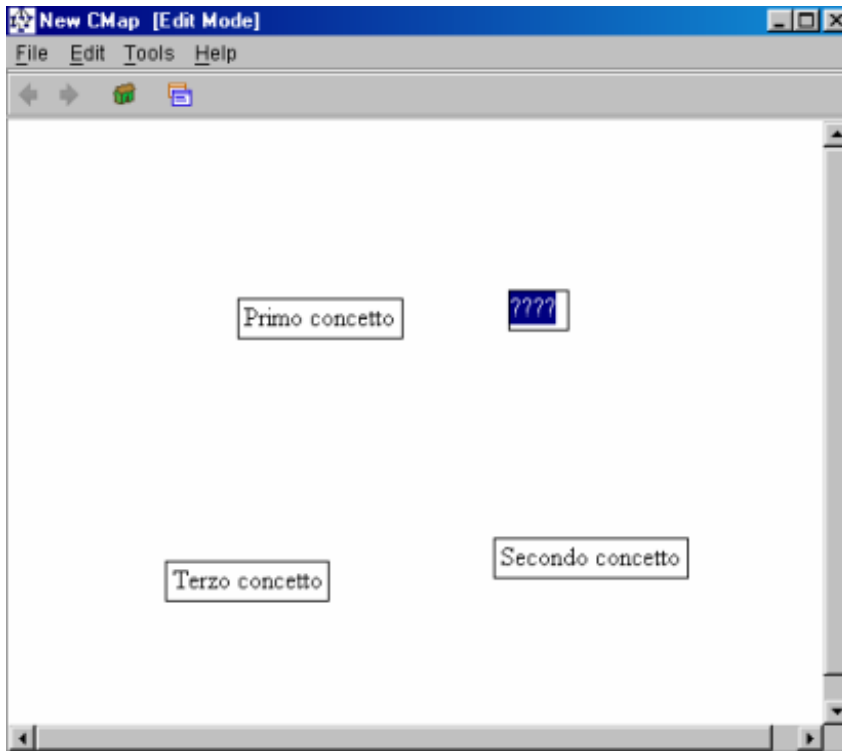 New CMap [Edit Mode]
File Edit Tools Help
Primo concetto
????
Secondo concetto
Terzo concetto